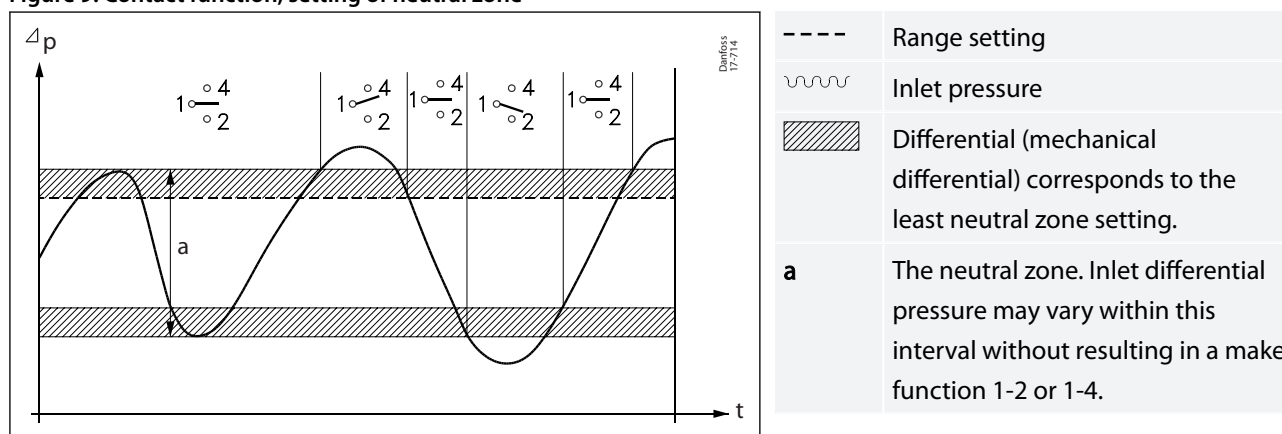 Contact function, setting of neutral zone
⊿p
Danfoss
17-714
4
1
2
4
1
2
4
1
2
4
1
2
4
1
2
a
t
Range setting
Inlet pressure
Differential (mechanical
differential) corresponds to the
least neutral zone setting.
a
The neutral zone. Inlet differential
pressure may vary within this
interval without resulting in a make
function 1-2 or 1-4.